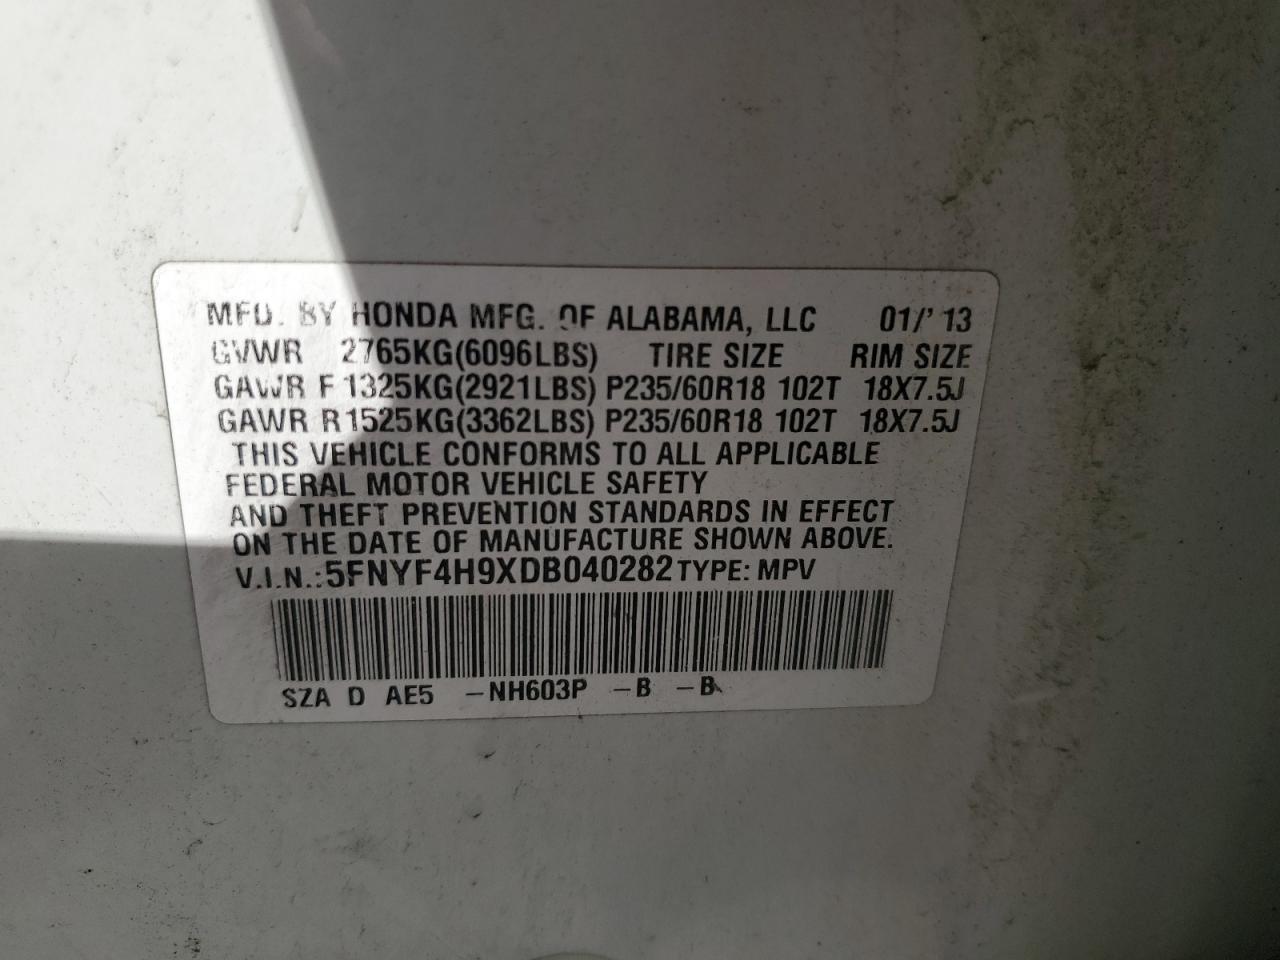 MFD. BY HONDA MFG. OF ALABAMA, LLC 01/'13
GVWR 2765KG(6096LBS) TIRE SIZE RIM SIZE
GAWR F 1325KG(2921LBS) P235/60R18 102T 18X7.5J
GAWR R 1525KG(3362LBS) P235/60R18 102T 18X7.5J
THIS VEHICLE CONFORMS TO ALL APPLICABLE
FEDERAL MOTOR VEHICLE SAFETY
AND THEFT PREVENTION STANDARDS IN EFFECT
ON THE DATE OF MANUFACTURE SHOWN ABOVE.
V.I.N.:5FNYF4H9XDB040282 TYPE: MPV
SZA D AE5 -NH603P -B -B